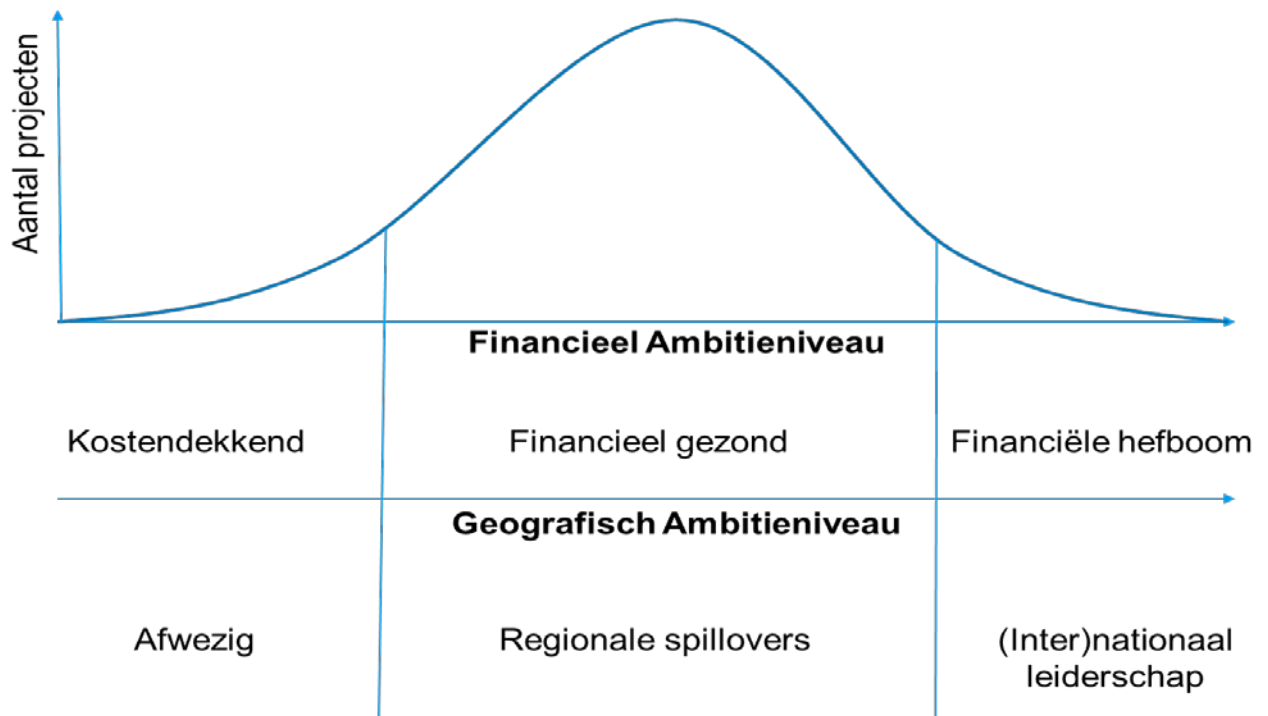 Aantal projecten
Financieel Ambitieniveau
Kostendekkend
Financieel gezond
Financiële hefboom
Geografisch Ambitieniveau
Afwezig
Regionale spillovers
(Inter)nationaal
leiderschap